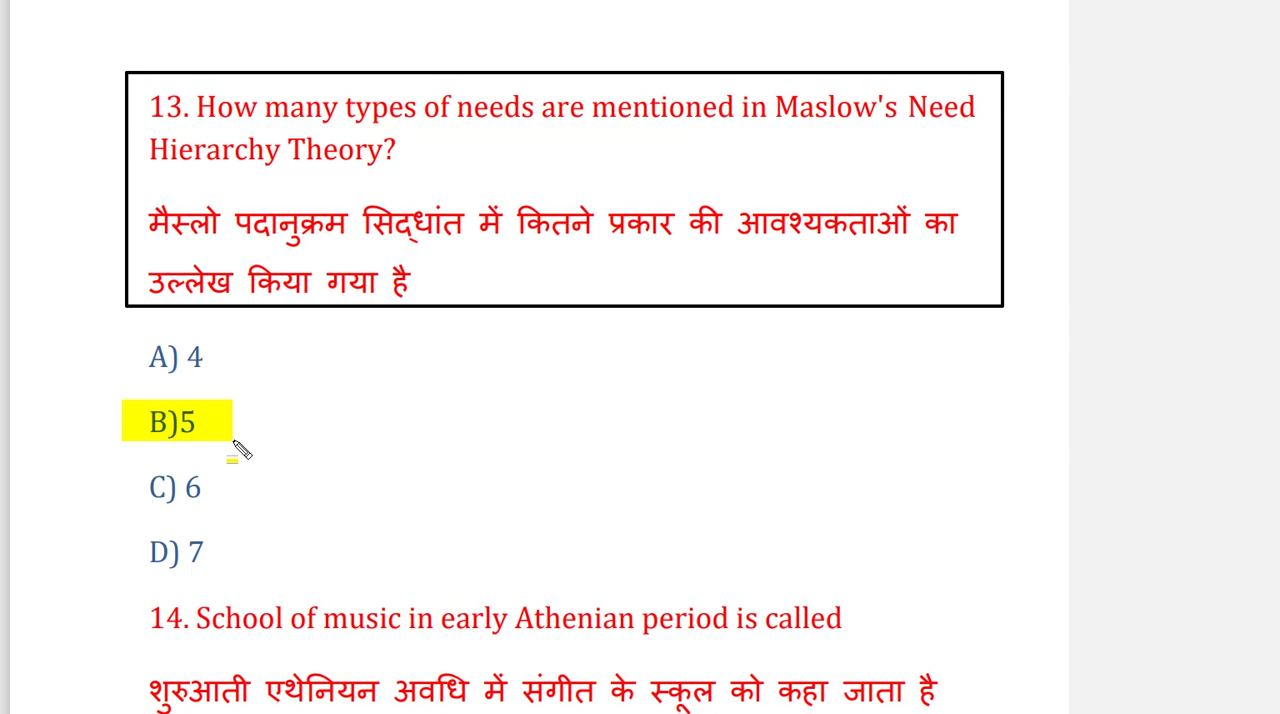 13. How many types of needs are mentioned in Maslow's Need
Hierarchy Theory?
मैस्लो पदानुक्रम सिद्धांत में कितने प्रकार की आवश्यकताओं का
उल्लेख किया गया है
A) 4
B)5
C) 6
D) 7
14. School of music in early Athenian period is called
शुरुआती एथेनियन अवधि में संगीत के स्कूल को कहा जाता है